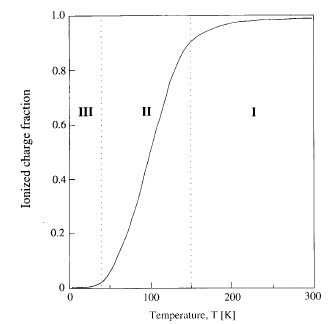 1.0
0.8
0.6
0.4
0.2
0
Ionized charge fraction
III
II
I
0
100
200
300
Temperature, T [K]